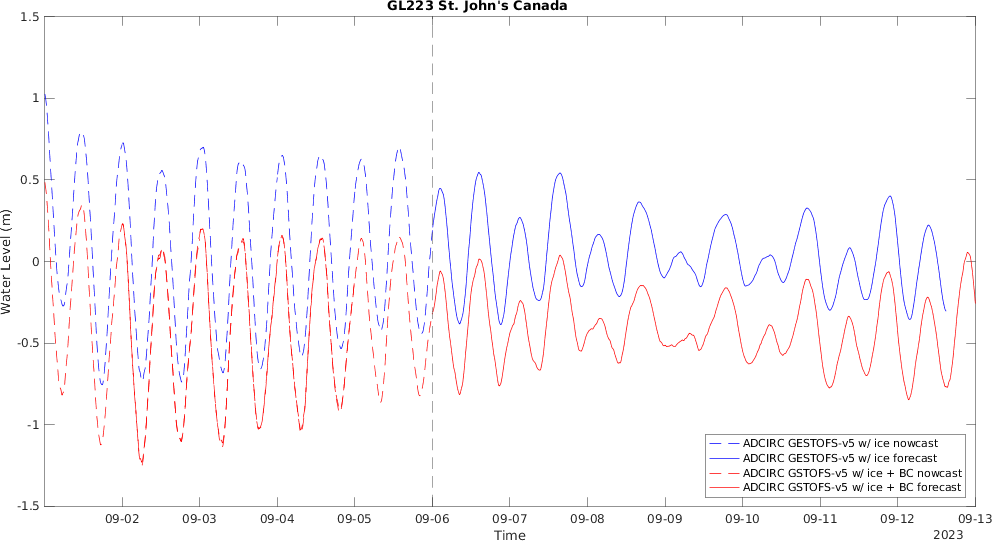 GL223 St. John's Canada
1.5
1
0.5
0
-0.5
-1
-1.5
Water Level (m)
09-02
09-03
09-04
09-05
09-06
09-07
09-08
09-09
09-10
09-11
09-12
09-13
Time
2023
ADCIRC GESTOFS-v5 w/ ice nowcast
ADCIRC GESTOFS-v5 w/ ice forecast
ADCIRC GSTOFS-v5 w/ ice + BC nowcast
ADCIRC GSTOFS-v5 w/ ice + BC forecast